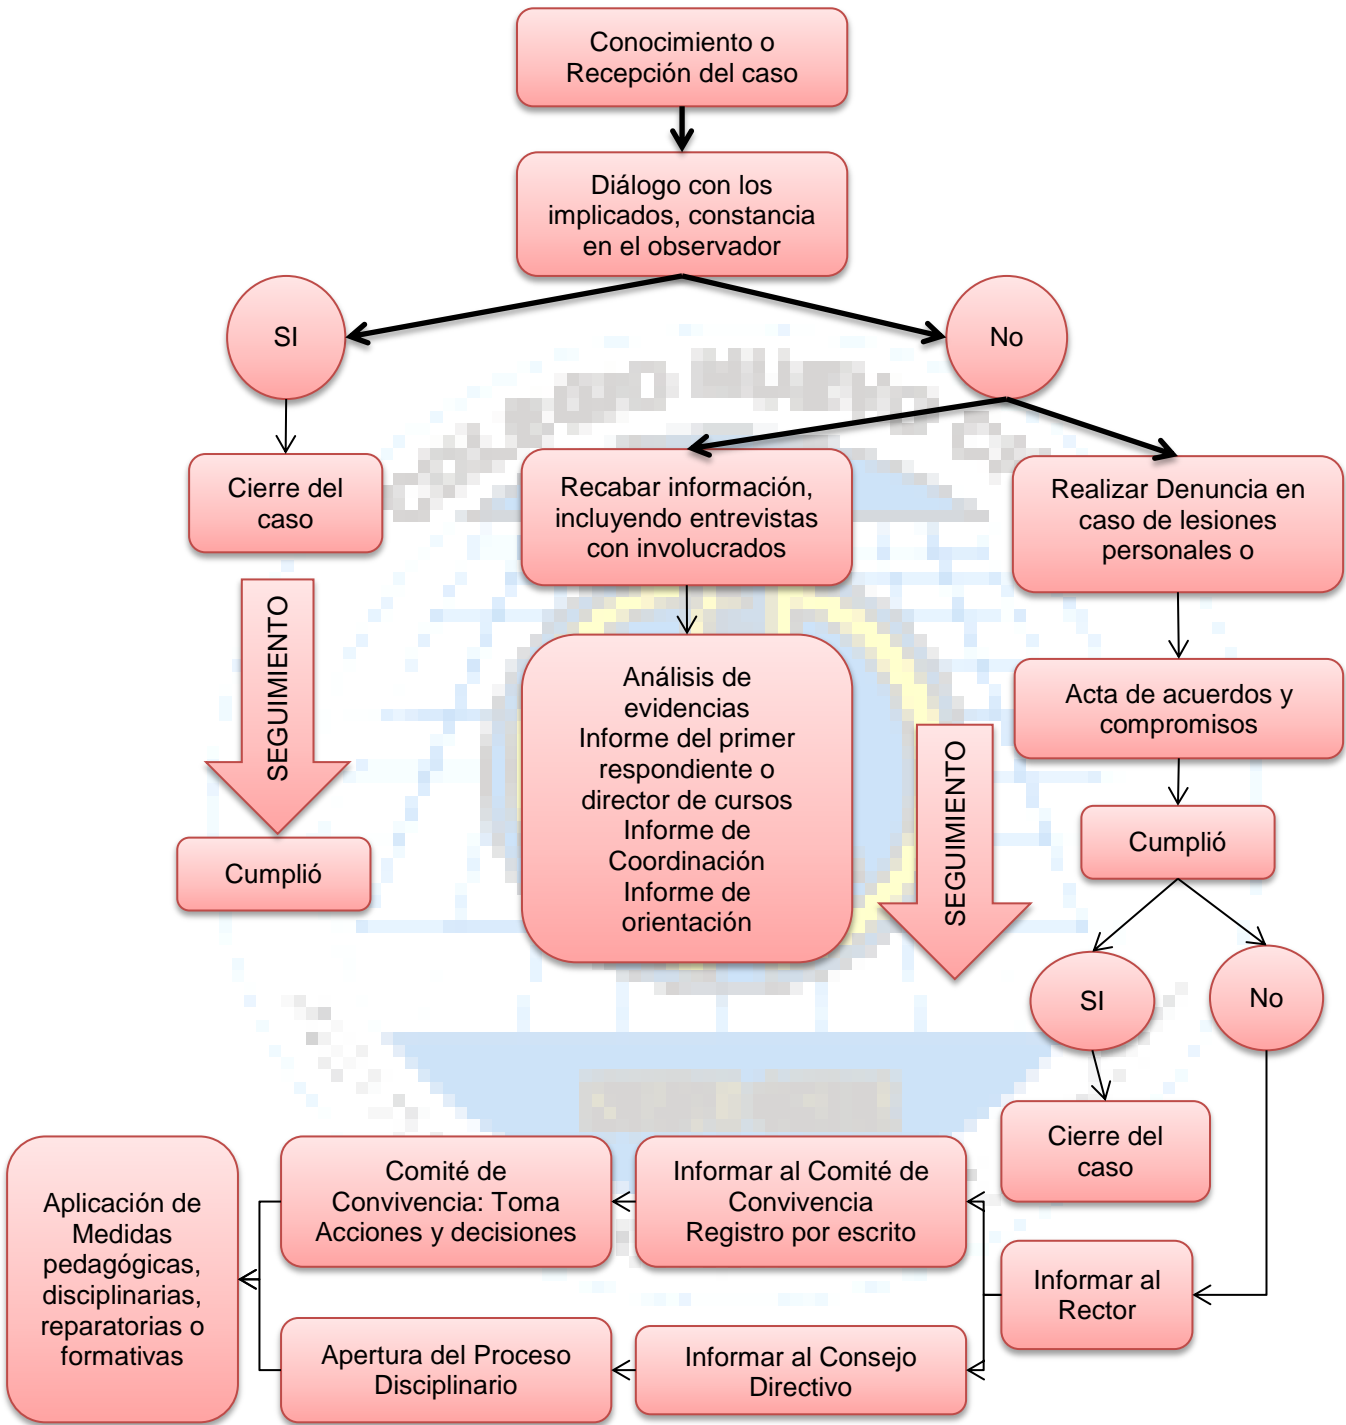 Conocimiento o
Recepción del caso
Diálogo con los
implicados, constancia
en el observador
SI
No
Cierre del
caso
Recabar información,
incluyendo entrevistas
con involucrados
Realizar Denuncia en
caso de lesiones
personales o
SEGUIMIENTO
Análisis de
evidencias
Informe del primer
respondiente o
director de cursos
Informe de
Coordinación
Informe de
orientación
SEGUIMIENTO
Acta de acuerdos y
compromisos
Cumplió
Cumplió
SI
No
Cierre del
caso
Aplicación de
Medidas
pedagógicas,
disciplinarias,
reparatorias o
formativas
Comité de
Convivencia: Toma
Acciones y decisiones
Informar al Comité de
Convivencia
Registro por escrito
Informar al
Rector
Apertura del Proceso
Disciplinario
Informar al Consejo
Directivo